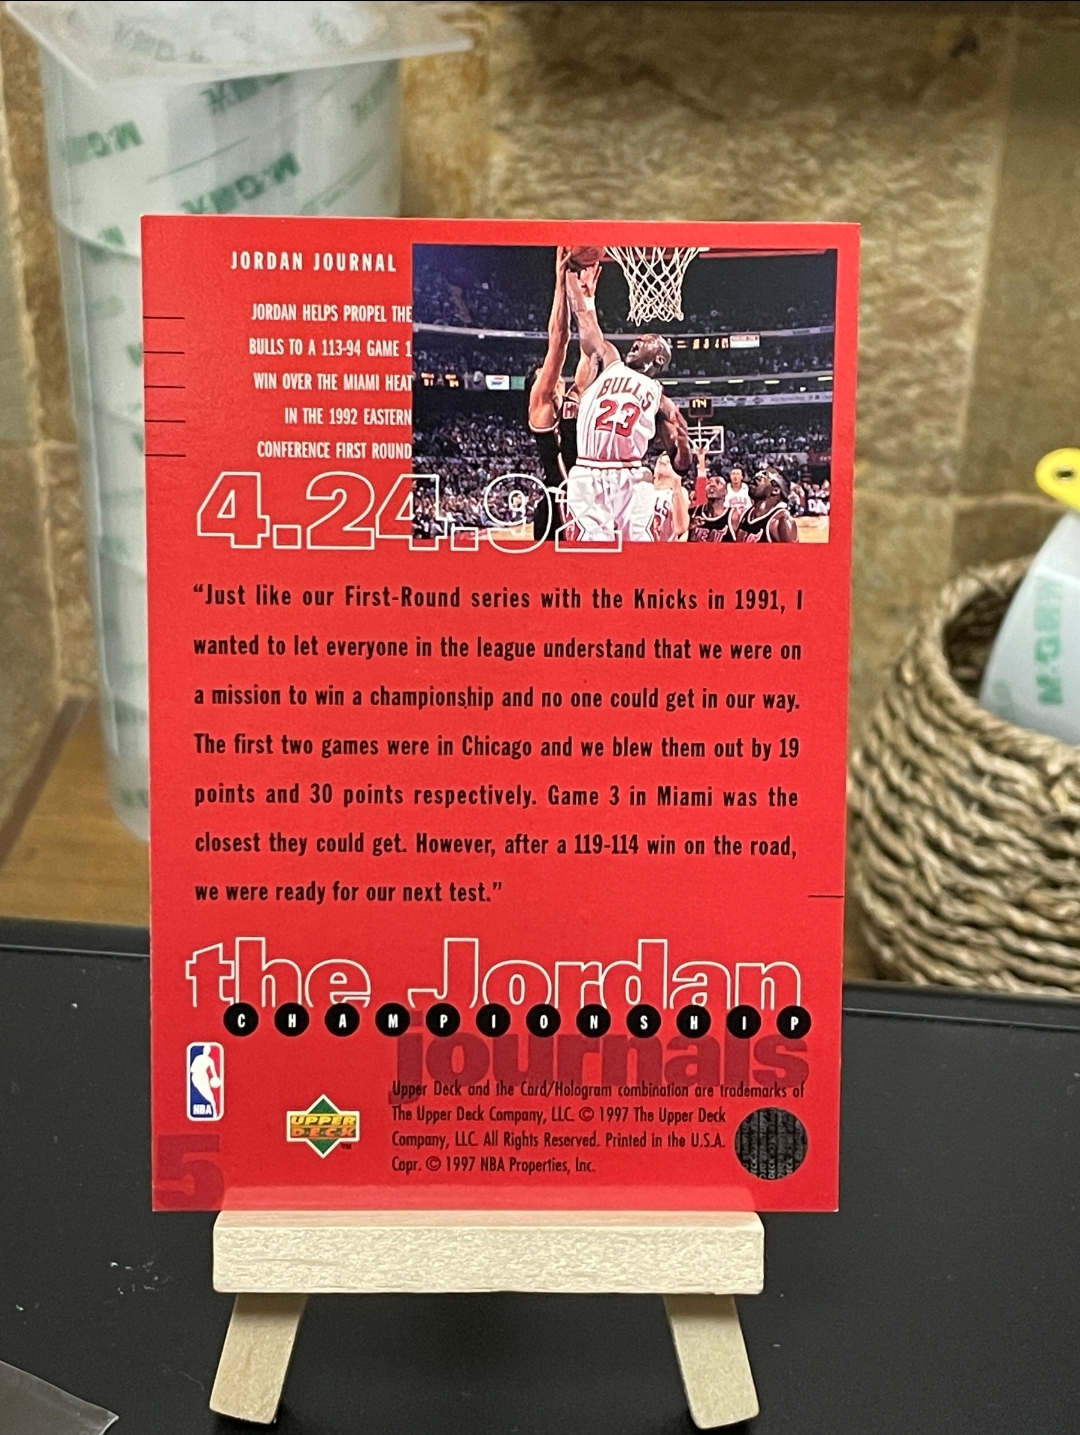 JORDAN JOURNAL
JORDAN HELPS PROPEL THE
BULLS TO A 113-94 GAME 1
WIN OVER THE MIAMI HEAT
IN THE 1992 EASTERN
CONFERENCE FIRST ROUND
BULLS
23
4.24.92
“Just like our First-Round series with the Knicks in 1991, I
wanted to let everyone in the league understand that we were on
a mission to win a championship and no one could get in our way.
The first two games were in Chicago and we blew them out by 19
points and 30 points respectively. Game 3 in Miami was the
closest they could get. However, after a 119-114 win on the road,
we were ready for our next test.”
the Jordan
CHAMPIONSHIP
journals
NBA
UPPER
DECK
TM
Upper Deck and the Card/Hologram combination are trademarks of
The Upper Deck Company, LLC. © 1997 The Upper Deck
Company, LLC. All Rights Reserved. Printed in the U.S.A.
Copr. © 1997 NBA Properties, Inc.
5